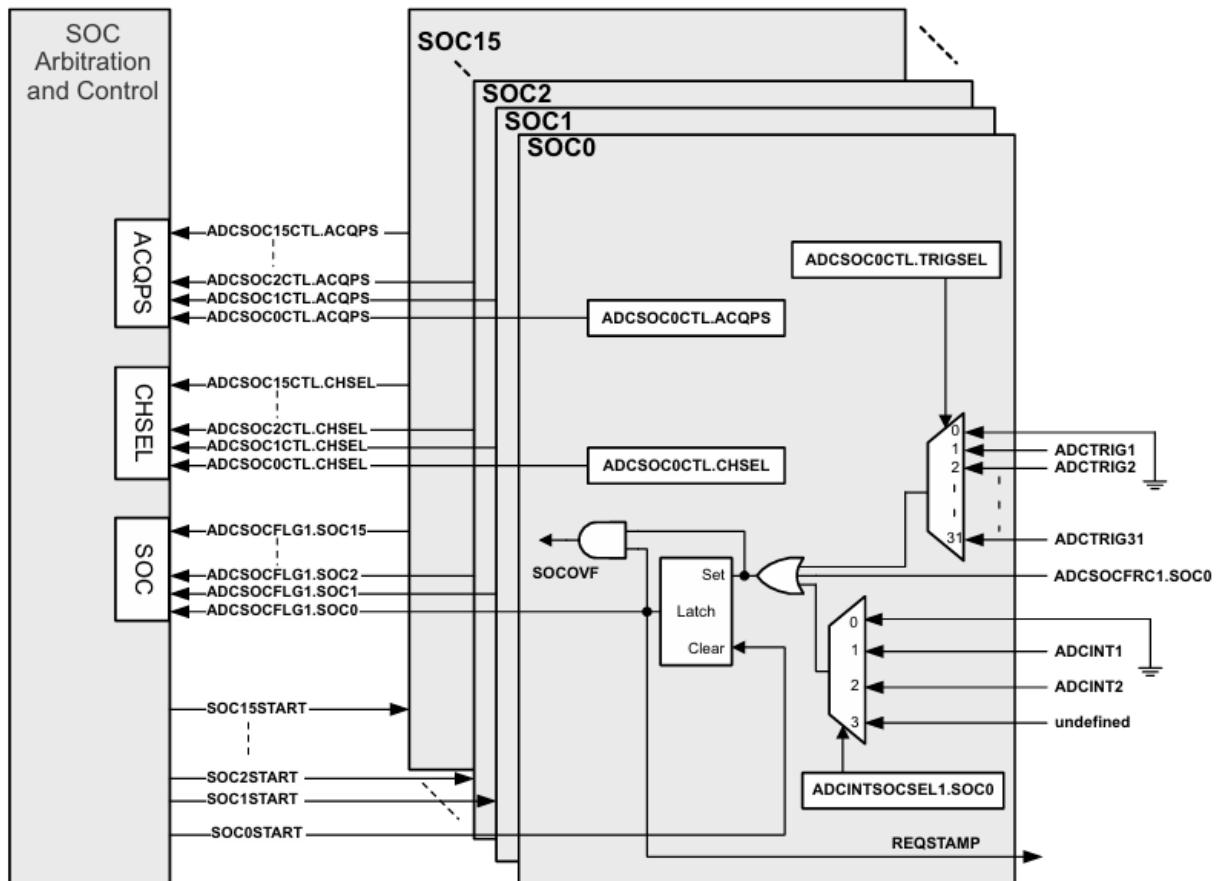 SOC
Arbitration
and Control
SOC15
SOC2
SOC1
SOC0
ACQPS
ADCSOC15CTL.ACQPS
ADCSOC2CTL.ACQPS
ADCSOC1CTL.ACQPS
ADCSOC0CTL.ACQPS
ADCSOC0CTL.TRIGSEL
ADCSOC0CTL.ACQPS
CHSEL
ADCSOC15CTL.CHSEL
ADCSOC2CTL.CHSEL
ADCSOC1CTL.CHSEL
ADCSOC0CTL.CHSEL
ADCSOC0CTL.CHSEL
0
1
2
31
ADCTRIG1
ADCTRIG2
ADCTRIG31
SOC
ADCSOCFLG1.SOC15
ADCSOCFLG1.SOC2
ADCSOCFLG1.SOC1
ADCSOCFLG1.SOC0
SOCOVF
Set
Latch
Clear
ADCSOCFRC1.SOC0
0
1
2
3
ADCINT1
ADCINT2
undefined
ADCINTSOCSEL1.SOC0
SOC15START
SOC2START
SOC1START
SOC0START
REQSTAMP